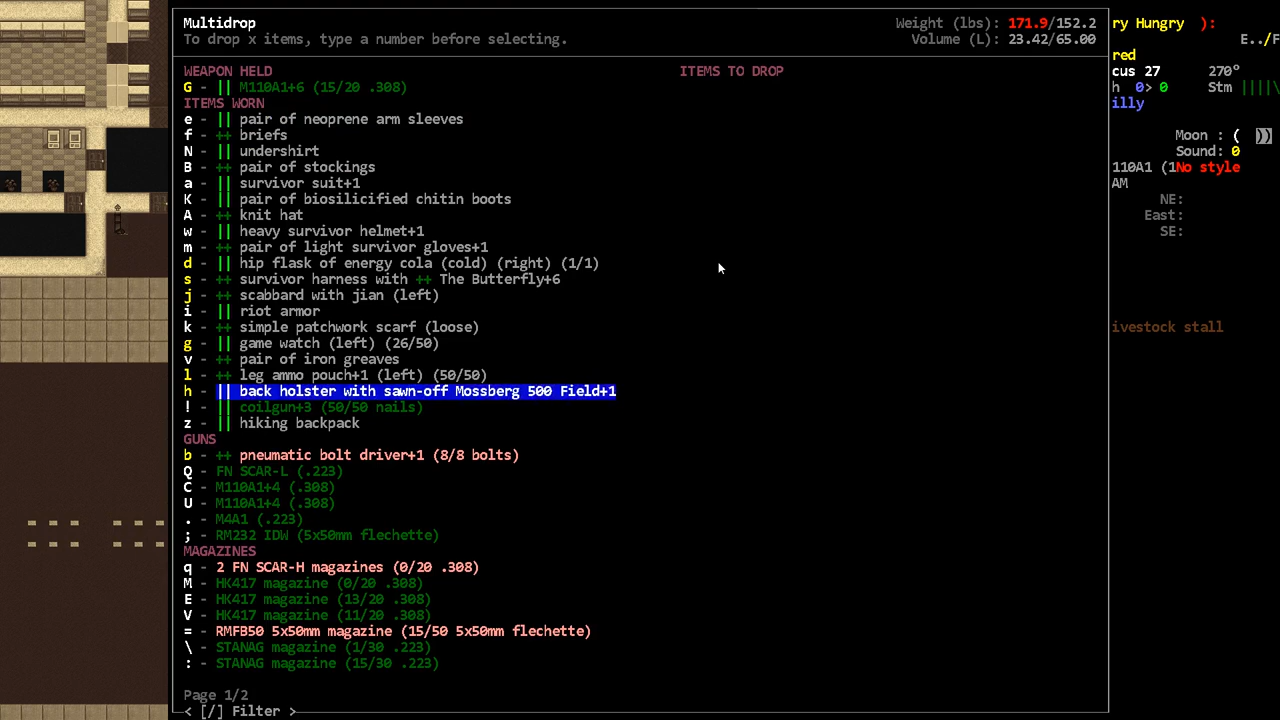 Multidrop
Weight (lbs): 171.9/152.2
To drop x items, type a number before selecting.
Volume (L): 23.42/65.00
WEAPON HELD
ITEMS TO DROP
G - || M110A1+6 (15/20 .308)
ITEMS WORN
e - || pair of neoprene arm sleeves
f - ++ briefs
N - || undershirt
B - ++ pair of stockings
a - || survivor suit+1
K - || pair of biosilicified chitin boots
A - ++ knit hat
w - || heavy survivor helmet+1
m - ++ pair of light survivor gloves+1
d - || hip flask of energy cola (cold) (right) (1/1)
s - ++ survivor harness with ++ The Butterfly+6
j - ++ scabbard with jian (left)
i - || riot armor
k - ++ simple patchwork scarf (loose)
g - || game watch (left) (26/50)
v - ++ pair of iron greaves
l - ++ leg ammo pouch+1 (left) (50/50)
h - || back holster with sawn-off Mossberg 500 Field+1
! - || coilgun+3 (50/50 nails)
z - || hiking backpack
GUNS
b - ++ pneumatic bolt driver+1 (8/8 bolts)
Q - FN SCAR-L (.223)
C - M110A1+4 (.308)
U - M110A1+4 (.308)
. - M4A1 (.223)
; - RM232 IDW (5x50mm flechette)
MAGAZINES
q - 2 FN SCAR-H magazines (0/20 .308)
M - HK417 magazine (0/20 .308)
E - HK417 magazine (13/20 .308)
V - HK417 magazine (11/20 .308)
= - RMFB50 5x50mm magazine (15/50 5x50mm flechette)
\ - STANAG magazine (1/30 .223)
: - STANAG magazine (15/30 .223)
Page 1/2
< [/] Filter >
ry Hungry ):
E../F
red
cus 27 270°
h 0> 0 Stm ||||\
illy
Moon : ( ))
Sound: 0
110A1 (1No style
AM
NE:
East:
SE:
ivestock stall